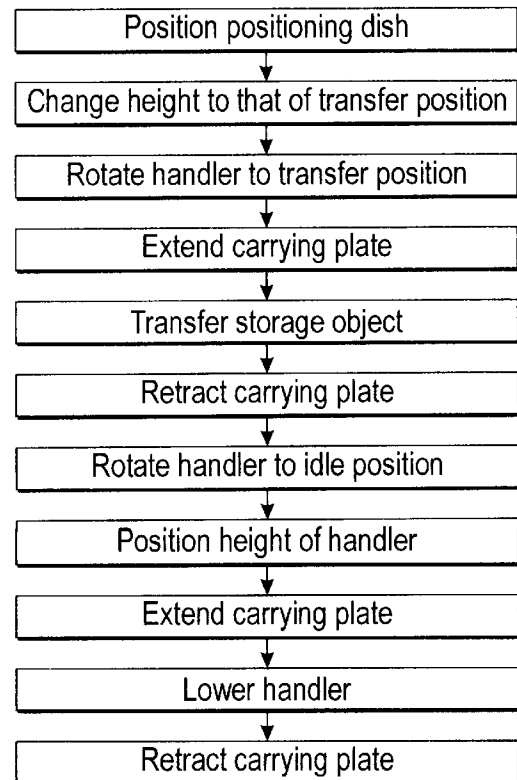 Position positioning dish
Change height to that of transfer position
Rotate handler to transfer position
Extend carrying plate
Transfer storage object
Retract carrying plate
Rotate handler to idle position
Position height of handler
Extend carrying plate
Lower handler
Retract carrying plate